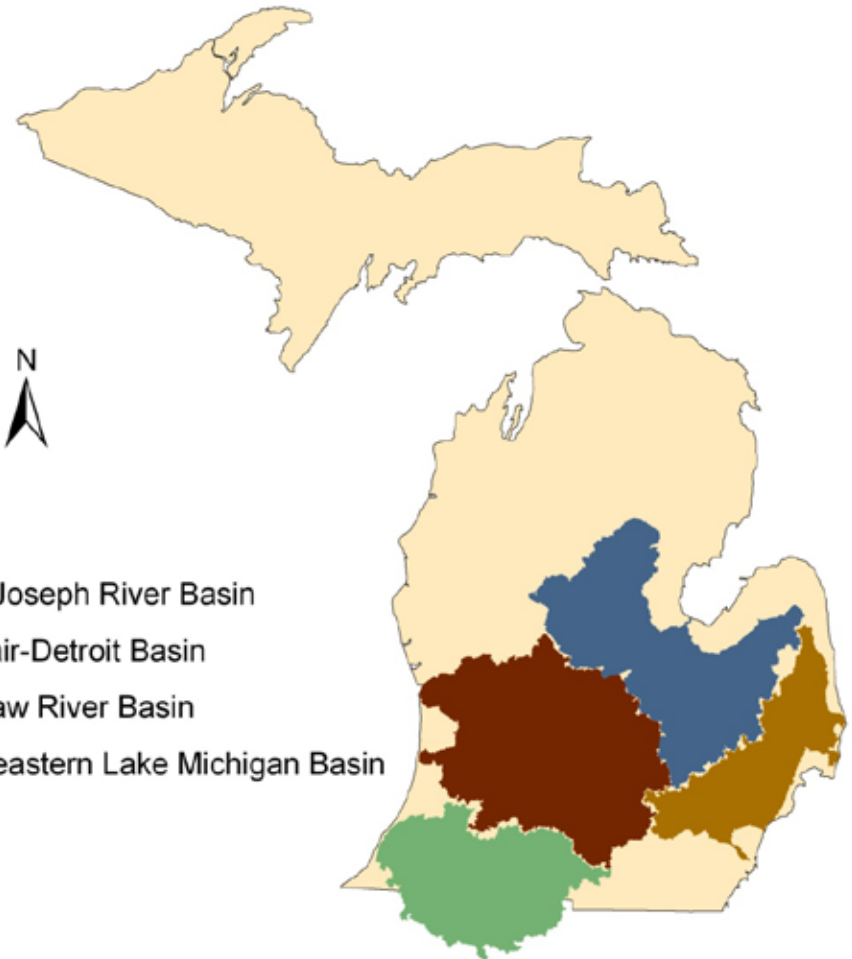 N
Joseph River Basin
ir-Detroit Basin
aw River Basin
eastern Lake Michigan Basin